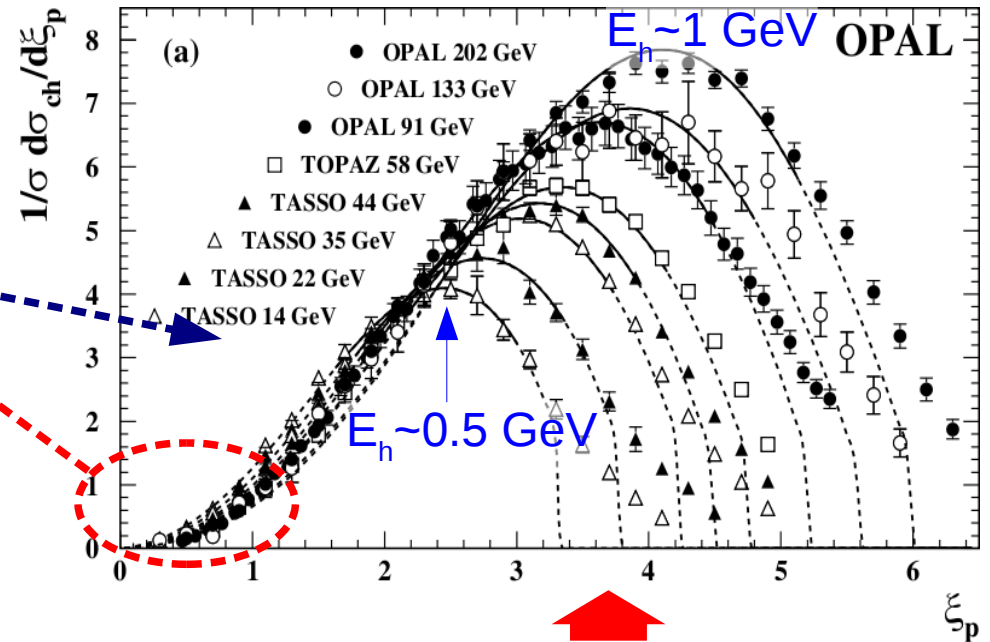 E_h~1 GeV
OPAL
(a)
● OPAL 202 GeV
○ OPAL 133 GeV
● OPAL 91 GeV
□ TOPAZ 58 GeV
▲ TASSO 44 GeV
△ TASSO 35 GeV
▲ TASSO 22 GeV
△ TASSO 14 GeV
1/σ dσ_ch/dξ_p
8
7
6
5
4
3
2
1
0
E_h~0.5 GeV
0 1 2 3 4 5 6
ξ_p